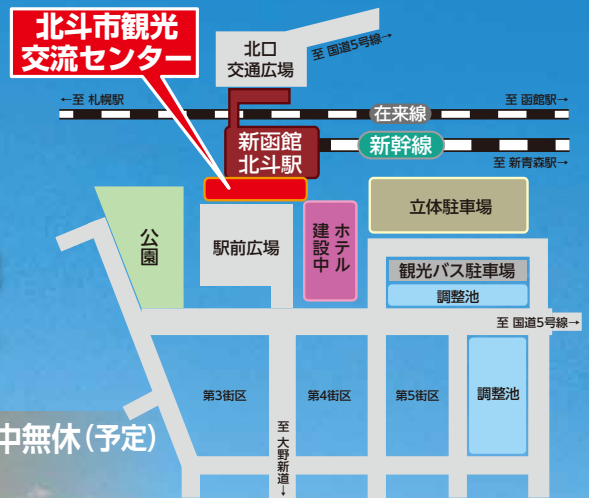 北斗市観光
交流センター
北口
交通広場
至 国道5号線→
←至 札幌駅
至 函館駅→
在来線
新函館
北斗駅
新幹線
至 新青森駅→
公園
駅前広場
ホテル
建設中
立体駐車場
観光バス駐車場
調整池
至 国道5号線→
第3街区
第4街区
第5街区
調整池
至 大野新道→
中無休(予定)